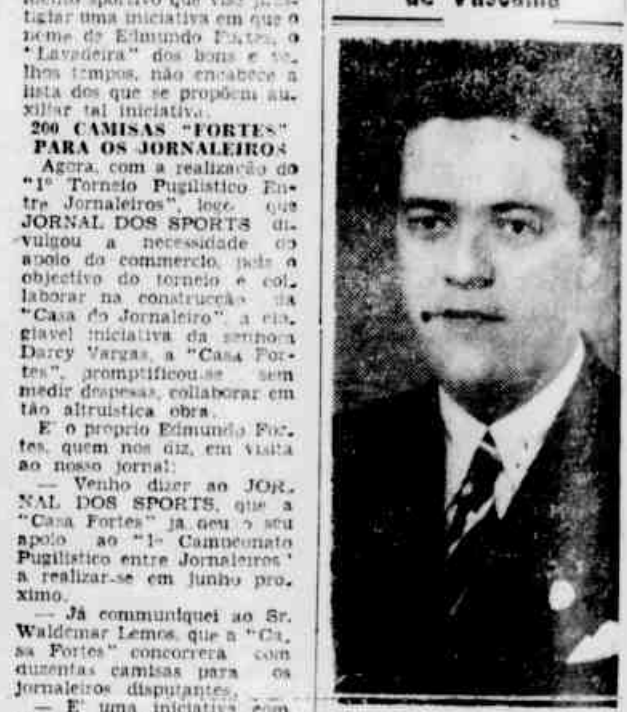 mento sportivo que vise pres-
tigiar uma iniciativa em que o
nome de Edmundo Fortes, o
"Lavadeira" dos bons e ve-
lhos tempos, não encabece a
lista dos que se propõem au-
xiliar tal iniciativa.
200 CAMISAS "FORTES"
PARA OS JORNALEIROS
Agora, com a realização do
"1º Torneio Pugilistico En-
tre Jornaleiros", logo que
JORNAL DOS SPORTS di-
vulgou a necessidade do
apoio do commercio, pois o
objectivo do torneio é col-
laborar na construcção da
"Casa do Jornaleiro", a elo-
giavel iniciativa da senhora
Darcy Vargas, a "Casa For-
tes", promptificou-se sem
medir despesas, collaborar em
tão altruistica obra.
E' o proprio Edmundo For-
tes, quem nos diz, em visita
ao nosso jornal:
— Venho dizer ao JOR-
NAL DOS SPORTS, que a
"Casa Fortes" já deu o seu
apoio ao "1º Campeonato
Pugilistico entre Jornaleiros"
a realizar-se em junho pro-
ximo.
— Já communiquei ao Sr.
Waldemar Lemos, que a "Ca-
sa Fortes" concorrerá com
duzentas camisas para os
jornaleiros disputantes.
— E' uma iniciativa com